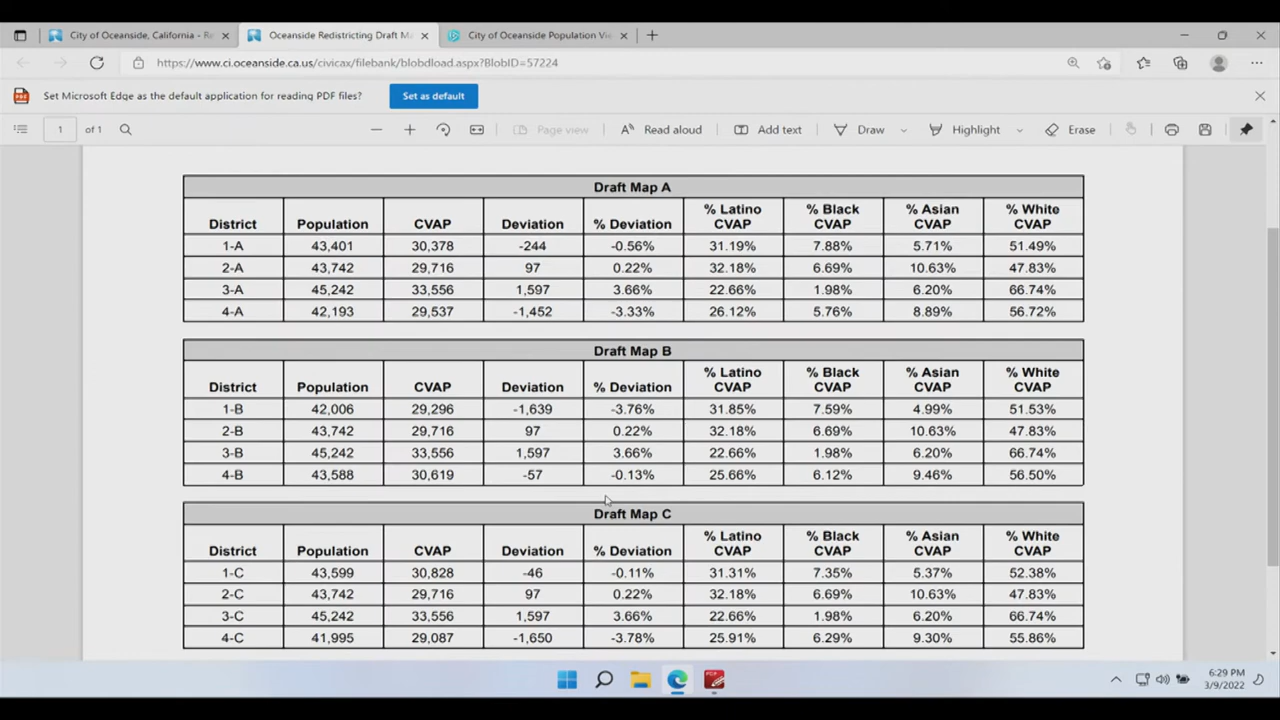 City of Oceanside, California - Re
Oceanside Redistricting Draft Ma
City of Oceanside Population Vie
https://www.ci.oceanside.ca.us/civicax/filebank/blobdload.aspx?BlobID=57224
Set Microsoft Edge as the default application for reading PDF files? Set as default
1 of 1 Page view Read aloud Add text Draw Highlight Erase
Draft Map A
District Population CVAP Deviation % Deviation % Latino CVAP % Black CVAP % Asian CVAP % White CVAP
1-A 43,401 30,378 -244 -0.56% 31.19% 7.88% 5.71% 51.49%
2-A 43,742 29,716 97 0.22% 32.18% 6.69% 10.63% 47.83%
3-A 45,242 33,556 1,597 3.66% 22.66% 1.98% 6.20% 66.74%
4-A 42,193 29,537 -1,452 -3.33% 26.12% 5.76% 8.89% 56.72%
Draft Map B
District Population CVAP Deviation % Deviation % Latino CVAP % Black CVAP % Asian CVAP % White CVAP
1-B 42,006 29,296 -1,639 -3.76% 31.85% 7.59% 4.99% 51.53%
2-B 43,742 29,716 97 0.22% 32.18% 6.69% 10.63% 47.83%
3-B 45,242 33,556 1,597 3.66% 22.66% 1.98% 6.20% 66.74%
4-B 43,588 30,619 -57 -0.13% 25.66% 6.12% 9.46% 56.50%
Draft Map C
District Population CVAP Deviation % Deviation % Latino CVAP % Black CVAP % Asian CVAP % White CVAP
1-C 43,599 30,828 -46 -0.11% 31.31% 7.35% 5.37% 52.38%
2-C 43,742 29,716 97 0.22% 32.18% 6.69% 10.63% 47.83%
3-C 45,242 33,556 1,597 3.66% 22.66% 1.98% 6.20% 66.74%
4-C 41,995 29,087 -1,650 -3.78% 25.91% 6.29% 9.30% 55.86%
6:29 PM
3/9/2022